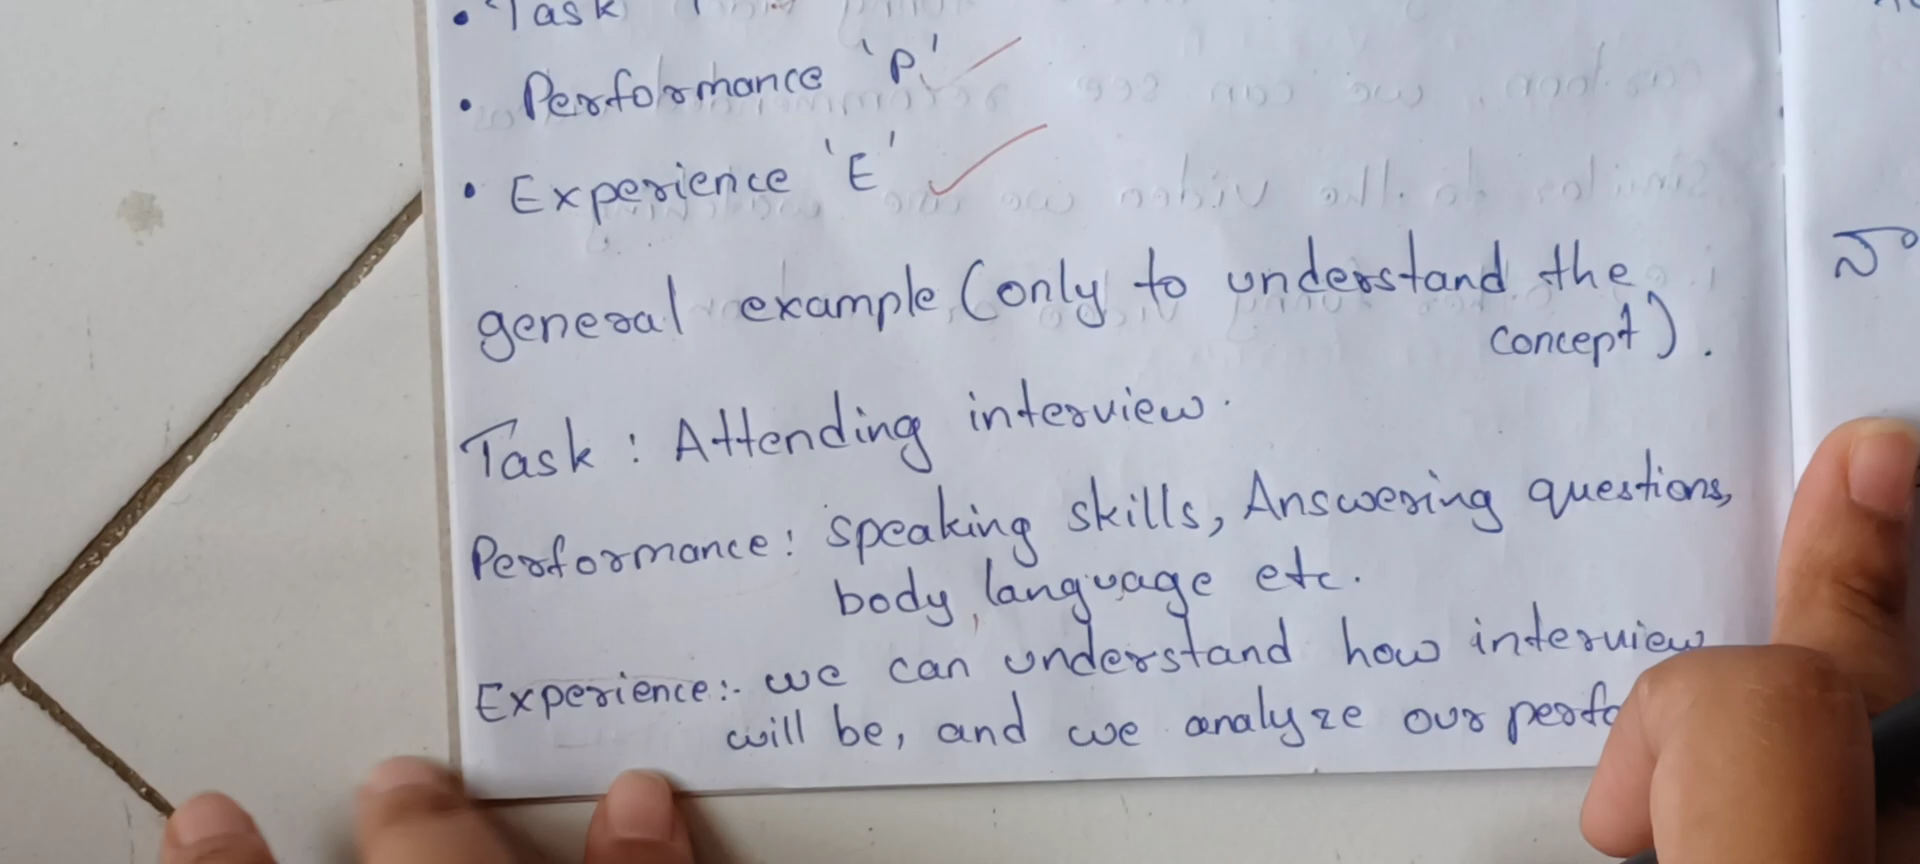 • Task
• Performance 'P'
• Experience 'E'
general example (only to understand the
concept).
Task : Attending interview.
Performance : speaking skills, Answering questions,
body language etc.
Experience:- we can understand how interview
will be, and we analyze our perfo